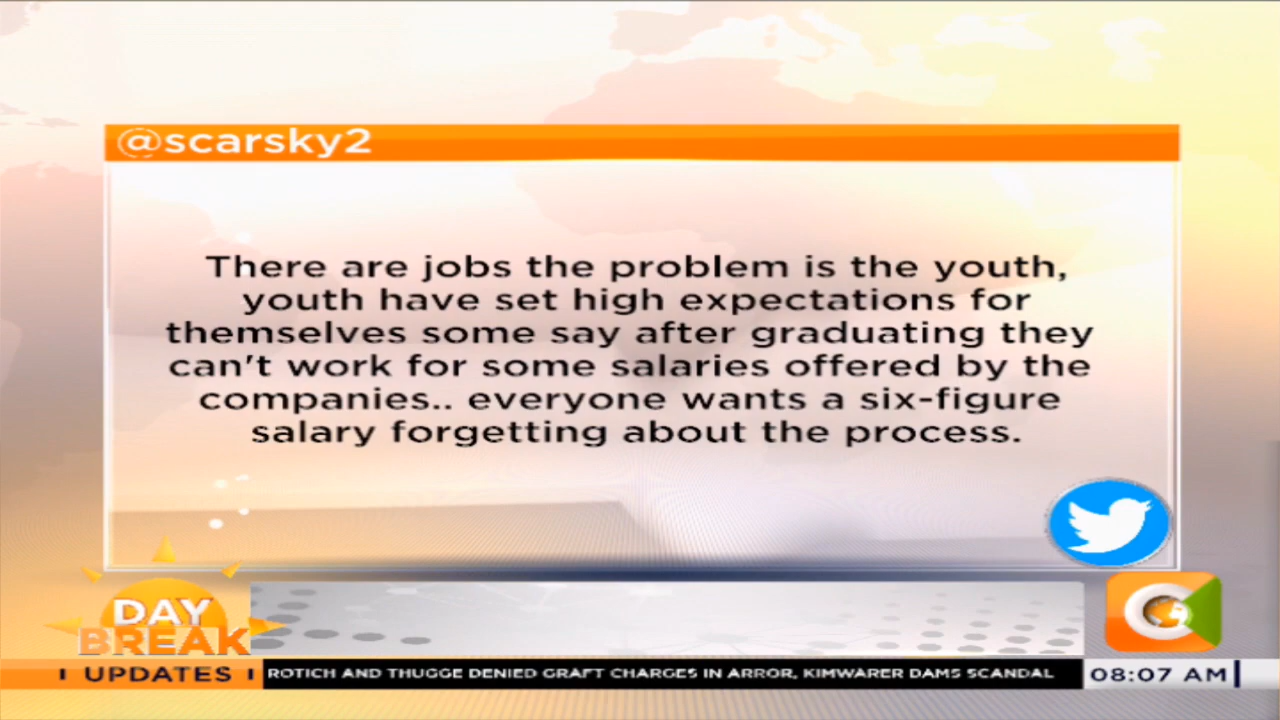 @scarsky2
There are jobs the problem is the youth,
youth have set high expectations for
themselves some say after graduating they
can't work for some salaries offered by the
companies.. everyone wants a six-figure
salary forgetting about the process.
DAY
BREAK
UPDATES
ROTICH AND THUGGE DENIED GRAFT CHARGES IN ARROR, KIMWARER DAMS SCANDAL
08:07 AM